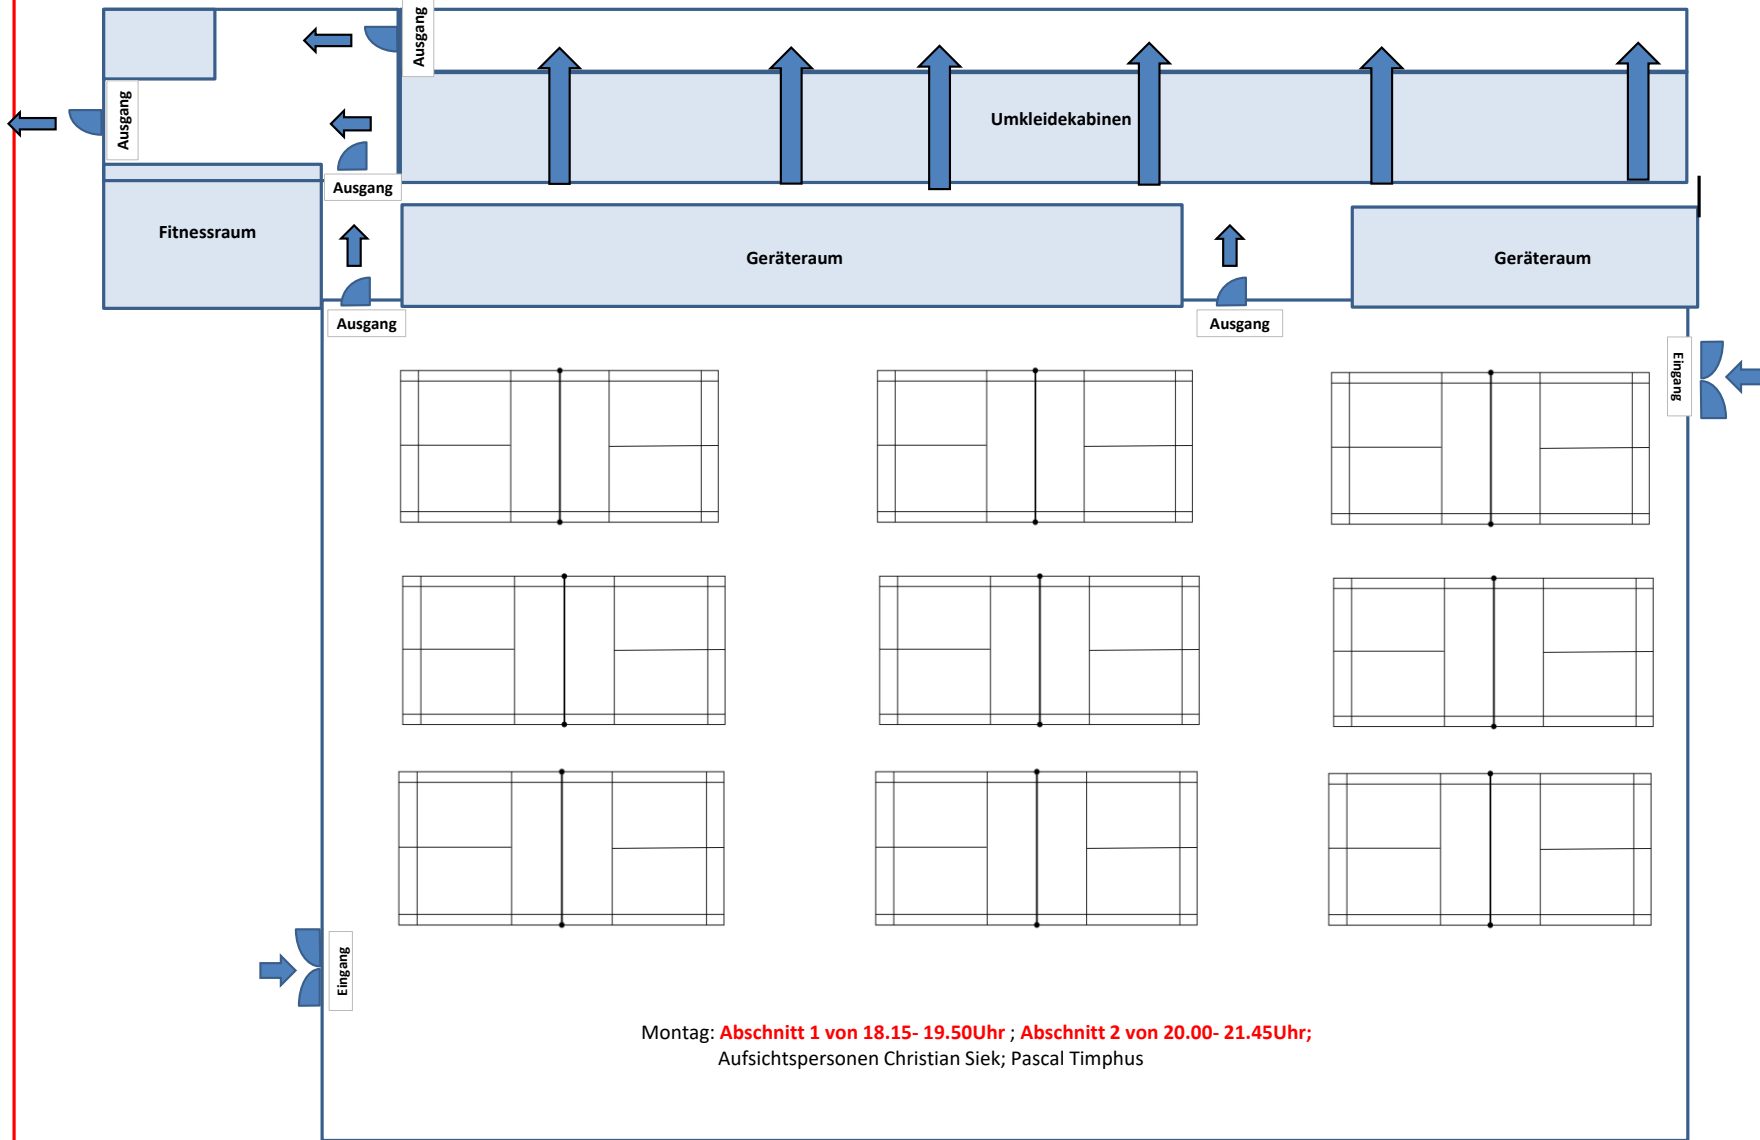 Ausgang
Ausgang
Umkleidekabinen
Ausgang
Fitnessraum
Geräteraum
Geräteraum
Ausgang
Ausgang
Eingang
Eingang
Montag: Abschnitt 1 von 18.15- 19.50Uhr ; Abschnitt 2 von 20.00- 21.45Uhr;
Aufsichtspersonen Christian Siek; Pascal Timphus